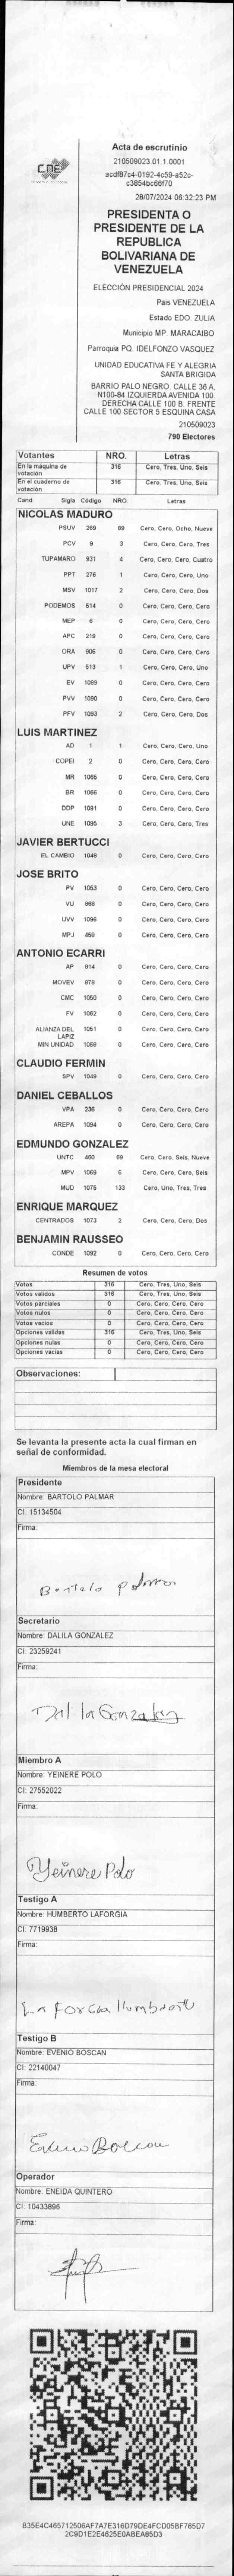 CNE
Acta de escrutinio
210509023.01.1.0001
acdf87c4-0192-4c59-a52c-
c3854bc66f70
28/07/2024 06:32:23 PM
PRESIDENTA O
PRESIDENTE DE LA
REPUBLICA
BOLIVARIANA DE
VENEZUELA
ELECCIÓN PRESIDENCIAL 2024
Pais VENEZUELA
Estado EDO. ZULIA
Municipio MP. MARACAIBO
Parroquia PQ. IDELFONZO VASQUEZ
UNIDAD EDUCATIVA FE Y ALEGRIA
SANTA BRIGIDA
BARRIO PALO NEGRO. CALLE 36 A.
N100-84 IZQUIERDA AVENIDA 100.
DERECHA CALLE 100 B. FRENTE
CALLE 100 SECTOR 5 ESQUINA CASA
210509023
790 Electores
Votantes NRO. Letras
En la máquina de votación 316 Cero, Tres, Uno, Seis
En el cuaderno de votación 316 Cero, Tres, Uno, Seis
Cand. Sigla Código NRO. Letras
NICOLAS MADURO
PSUV 269 89 Cero, Cero, Ocho, Nueve
PCV 9 3 Cero, Cero, Cero, Tres
TUPAMARO 931 4 Cero, Cero, Cero, Cuatro
PPT 276 1 Cero, Cero, Cero, Uno
MSV 1017 2 Cero, Cero, Cero, Dos
PODEMOS 514 0 Cero, Cero, Cero, Cero
MEP 6 0 Cero, Cero, Cero, Cero
APC 219 0 Cero, Cero, Cero, Cero
ORA 906 0 Cero, Cero, Cero, Cero
UPV 513 1 Cero, Cero, Cero, Uno
EV 1069 0 Cero, Cero, Cero, Cero
PVV 1090 0 Cero, Cero, Cero, Cero
PFV 1093 2 Cero, Cero, Cero, Dos
LUIS MARTINEZ
AD 1 1 Cero, Cero, Cero, Uno
COPEI 2 0 Cero, Cero, Cero, Cero
MR 1065 0 Cero, Cero, Cero, Cero
BR 1066 0 Cero, Cero, Cero, Cero
DDP 1091 0 Cero, Cero, Cero, Cero
UNE 1095 3 Cero, Cero, Cero, Tres
JAVIER BERTUCCI
EL CAMBIO 1048 0 Cero, Cero, Cero, Cero
JOSE BRITO
PV 1053 0 Cero, Cero, Cero, Cero
VU 868 0 Cero, Cero, Cero, Cero
UVV 1096 0 Cero, Cero, Cero, Cero
MPJ 459 0 Cero, Cero, Cero, Cero
ANTONIO ECARRI
AP 814 0 Cero, Cero, Cero, Cero
MOVEV 879 0 Cero, Cero, Cero, Cero
CMC 1050 0 Cero, Cero, Cero, Cero
FV 1062 0 Cero, Cero, Cero, Cero
ALIANZA DEL LAPIZ 1051 0 Cero, Cero, Cero, Cero
MIN UNIDAD 1068 0 Cero, Cero, Cero, Cero
CLAUDIO FERMIN
SPV 1049 0 Cero, Cero, Cero, Cero
DANIEL CEBALLOS
VPA 236 0 Cero, Cero, Cero, Cero
AREPA 1094 0 Cero, Cero, Cero, Cero
EDMUNDO GONZALEZ
UNTC 460 69 Cero, Cero, Seis, Nueve
MPV 1069 6 Cero, Cero, Cero, Seis
MUD 1075 133 Cero, Uno, Tres, Tres
ENRIQUE MARQUEZ
CENTRADOS 1073 2 Cero, Cero, Cero, Dos
BENJAMIN RAUSSEO
CONDE 1092 0 Cero, Cero, Cero, Cero
Resumen de votos
Votos 316 Cero, Tres, Uno, Seis
Votos validos 316 Cero, Tres, Uno, Seis
Votos parciales 0 Cero, Cero, Cero, Cero
Votos nulos 0 Cero, Cero, Cero, Cero
Votos vacios 0 Cero, Cero, Cero, Cero
Opciones validas 316 Cero, Tres, Uno, Seis
Opciones nulas 0 Cero, Cero, Cero, Cero
Opciones vacias 0 Cero, Cero, Cero, Cero
Observaciones:
Se levanta la presente acta la cual firman en
señal de conformidad.
Miembros de la mesa electoral
Presidente
Nombre: BARTOLO PALMAR
CI: 15134504
Firma:
Bartolo palmar
Secretario
Nombre: DALILA GONZALEZ
CI: 23259241
Firma:
Dalila Gonzalez
Miembro A
Nombre: YEINERE POLO
CI: 27552022
Firma:
Yeinere Polo
Testigo A
Nombre: HUMBERTO LAFORGIA
CI: 7719938
Firma:
La forgia Humberto
Testigo B
Nombre: EVENIO BOSCAN
CI: 22140047
Firma:
Evenio Boscan
Operador
Nombre: ENEIDA QUINTERO
CI: 10433896
Firma:
B35E4C465712506AF7A7E316D79DE4FCD05BF765D7
2C9D1E2E4625E0ABEA85D3